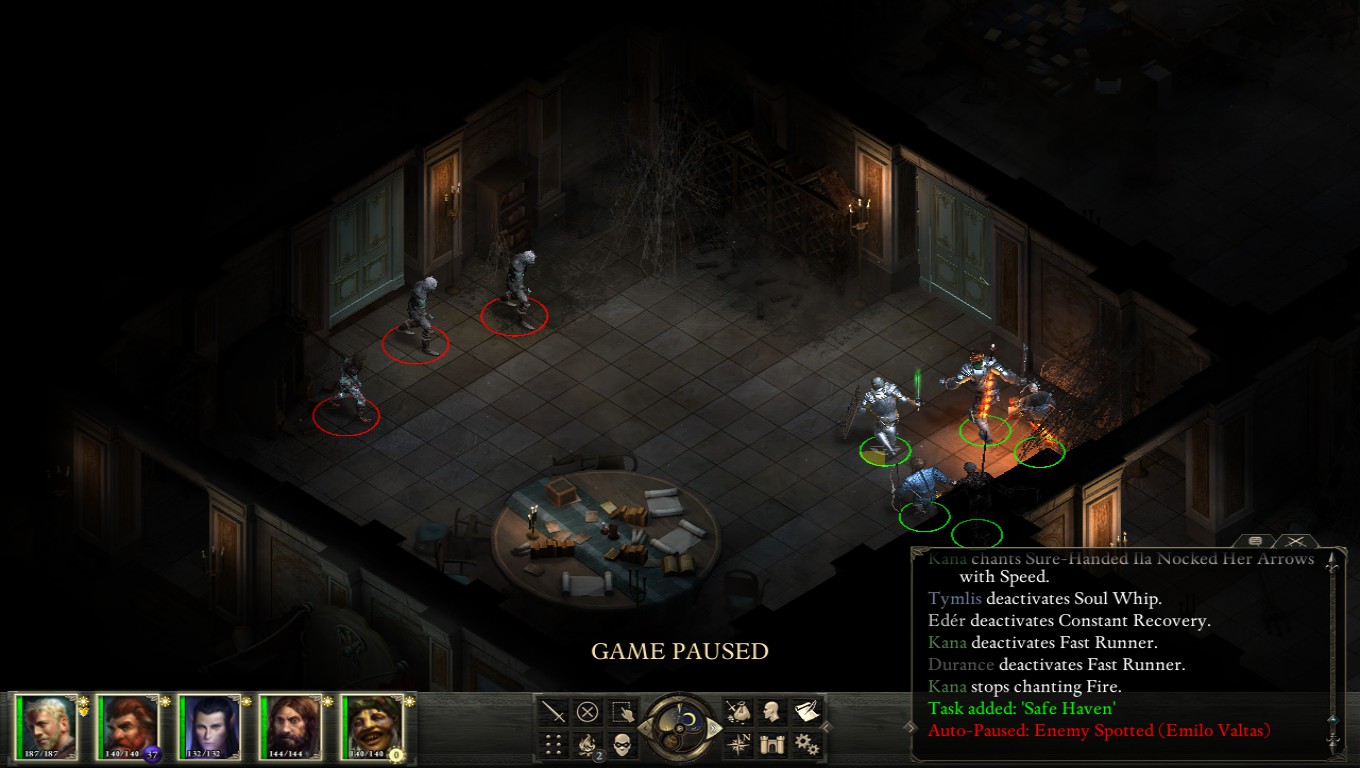 Kana chants Sure-Handed Ila Nocked Her Arrows
with Speed.
Tymlis deactivates Soul Whip.
Edér deactivates Constant Recovery.
Kana deactivates Fast Runner.
Durance deactivates Fast Runner.
Kana stops chanting Fire.
Task added: 'Safe Haven'
Auto-Paused: Enemy Spotted (Emilo Valtas)
GAME PAUSED
187/187
140/140
37
132/132
144/144
140/140
0
2